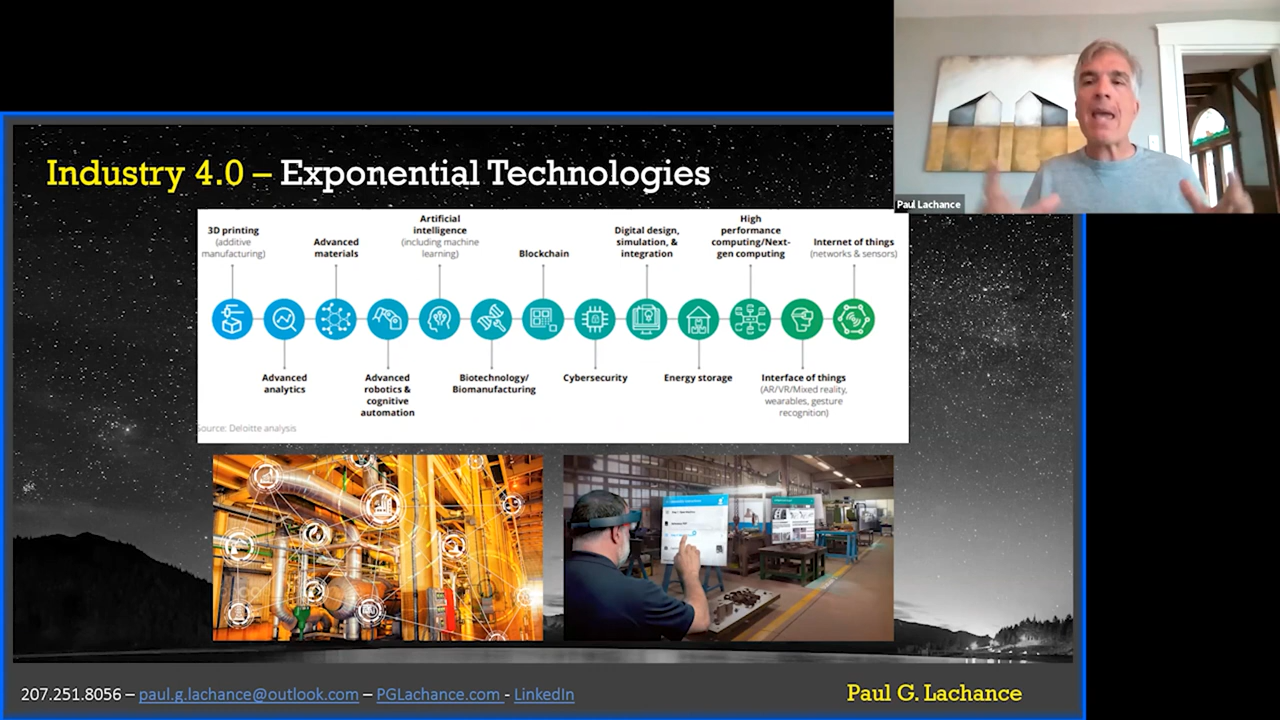 Paul Lachance
Industry 4.0 – Exponential Technologies
3D printing
(additive
manufacturing)
Advanced
materials
Artificial
intelligence
(including machine
learning)
Blockchain
Digital design,
simulation, &
integration
High
performance
computing/Next-
gen computing
Internet of things
(networks & sensors)
Advanced
analytics
Advanced
robotics &
cognitive
automation
Biotechnology/
Biomanufacturing
Cybersecurity
Energy storage
Interface of things
(AR/VR/Mixed reality,
wearables, gesture
recognition)
Source: Deloitte analysis
207.251.8056 – paul.g.lachance@outlook.com – PGLachance.com - LinkedIn
Paul G. Lachance